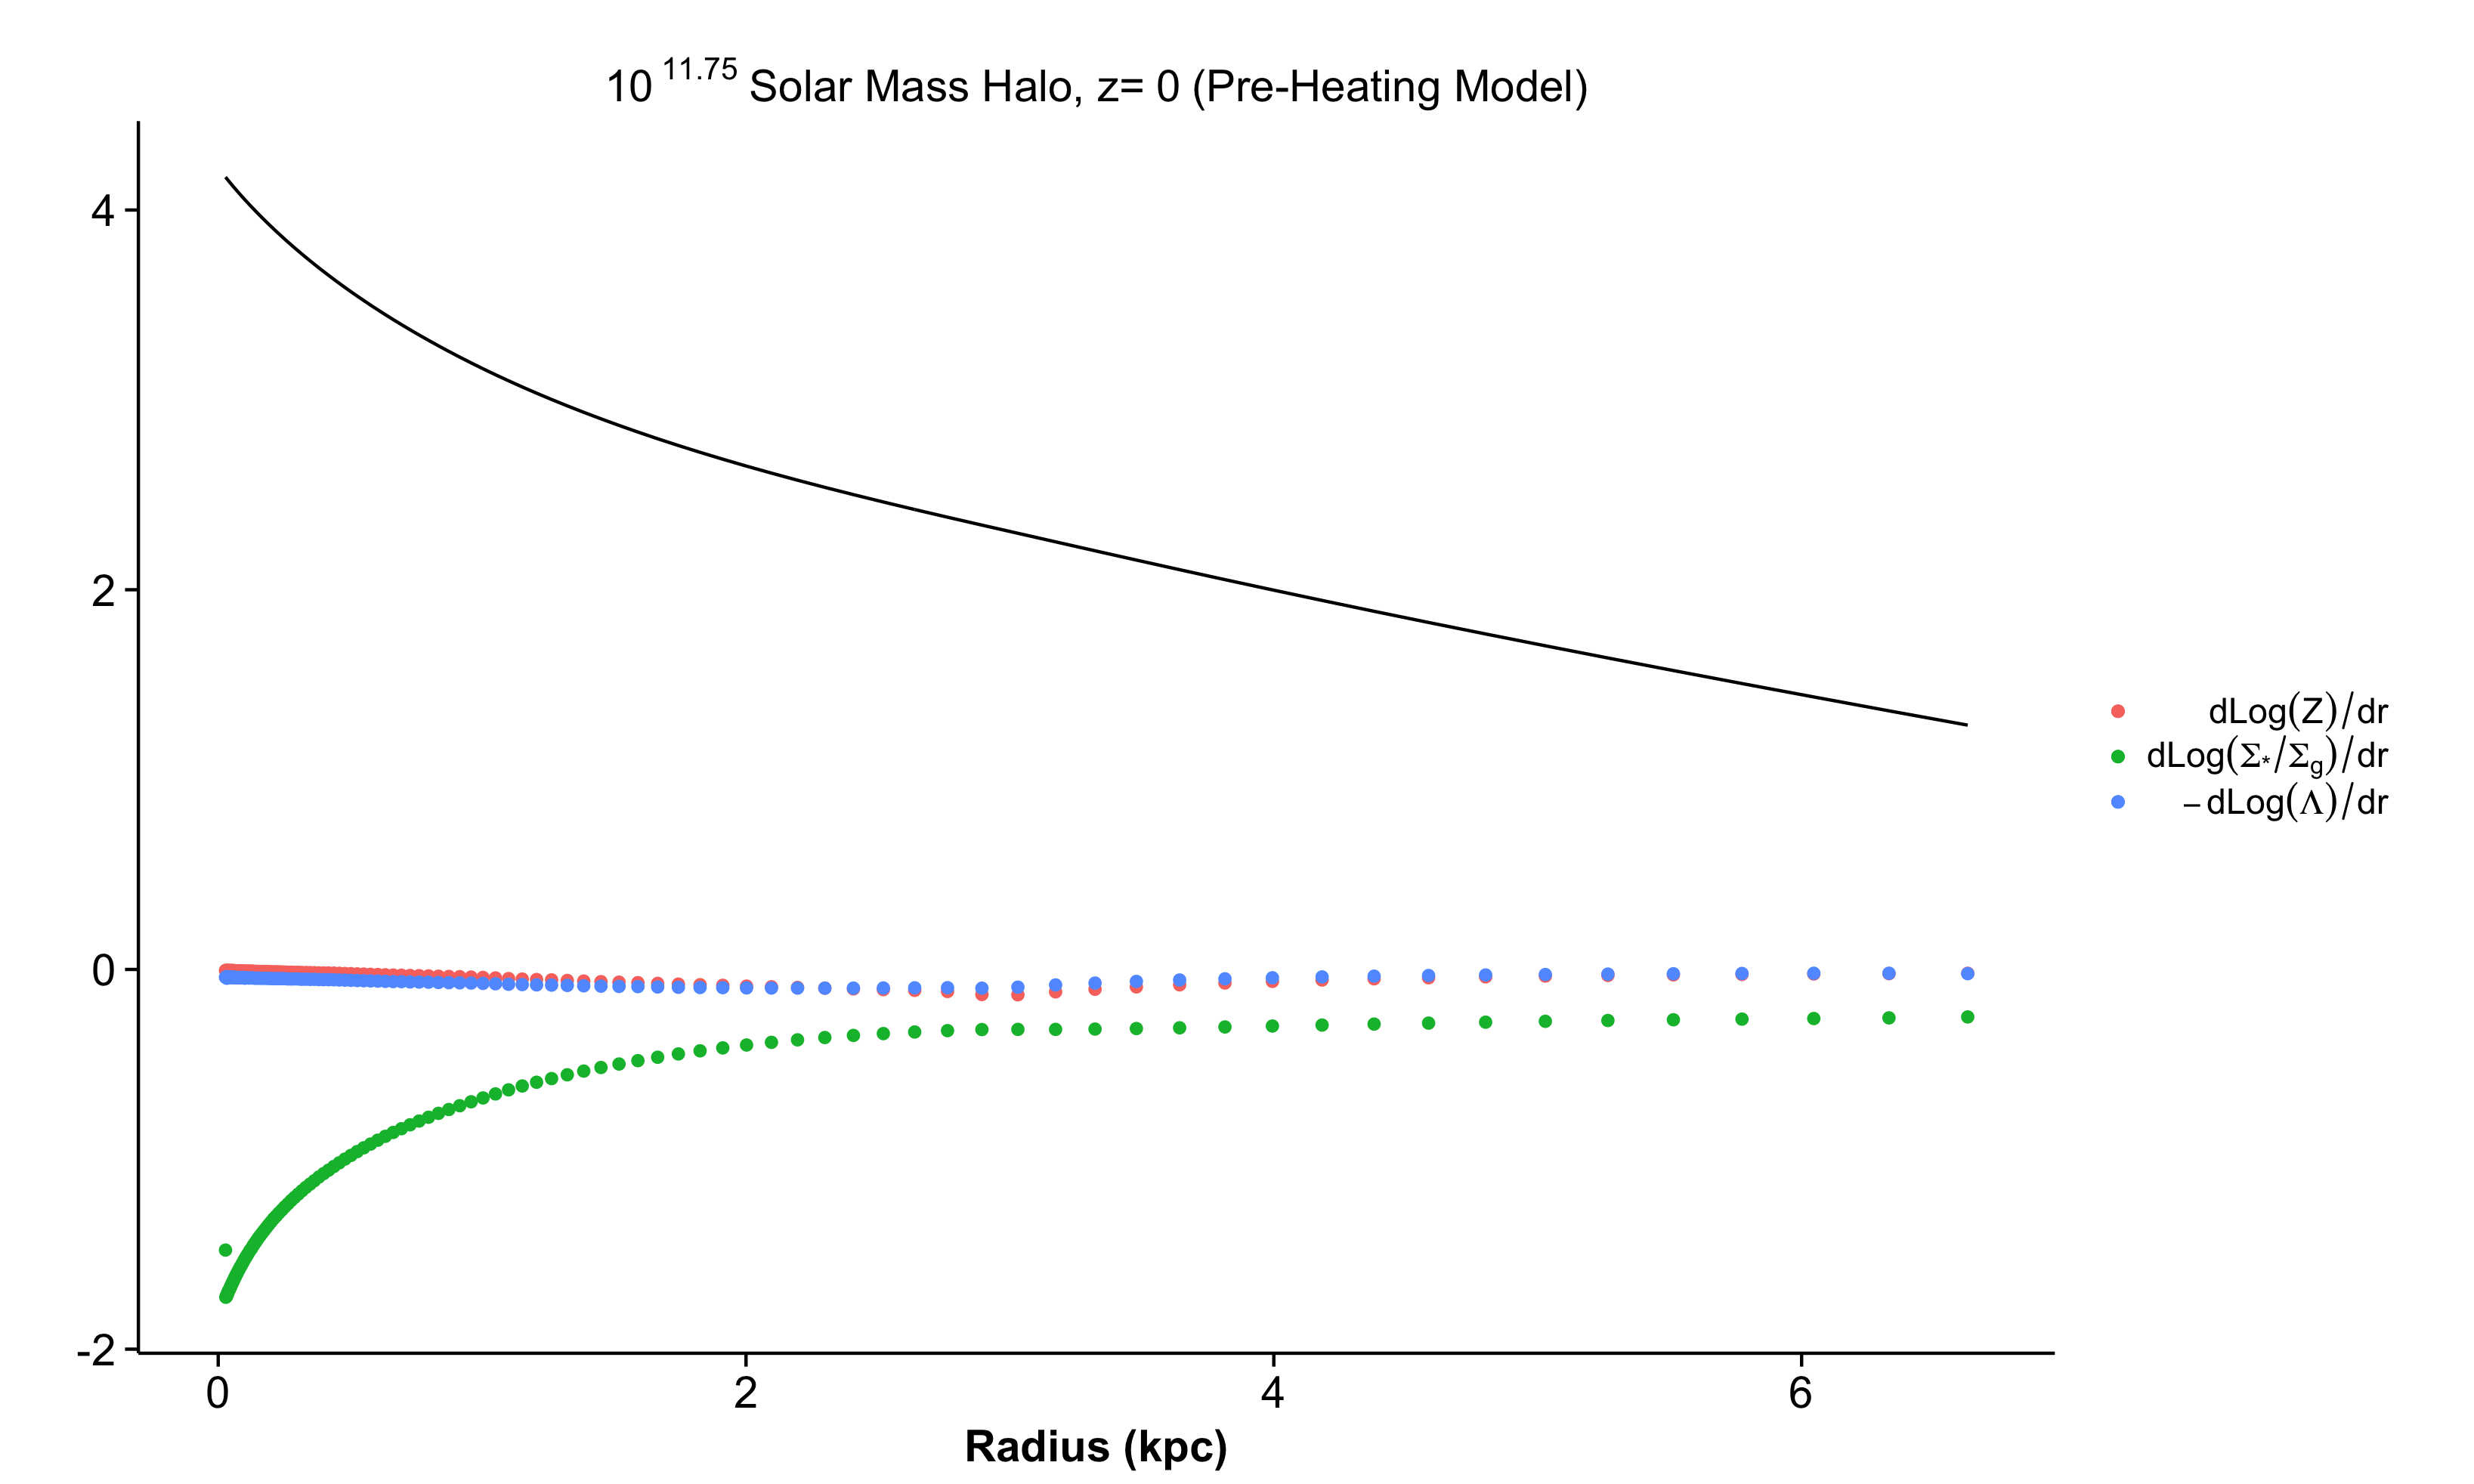 10^11.75 Solar Mass Halo, z= 0 (Pre-Heating Model)
4
2
0
-2
0 2 4 6
Radius (kpc)
dLog(Z)/dr
dLog(Σ*/Σg)/dr
−dLog(Λ)/dr